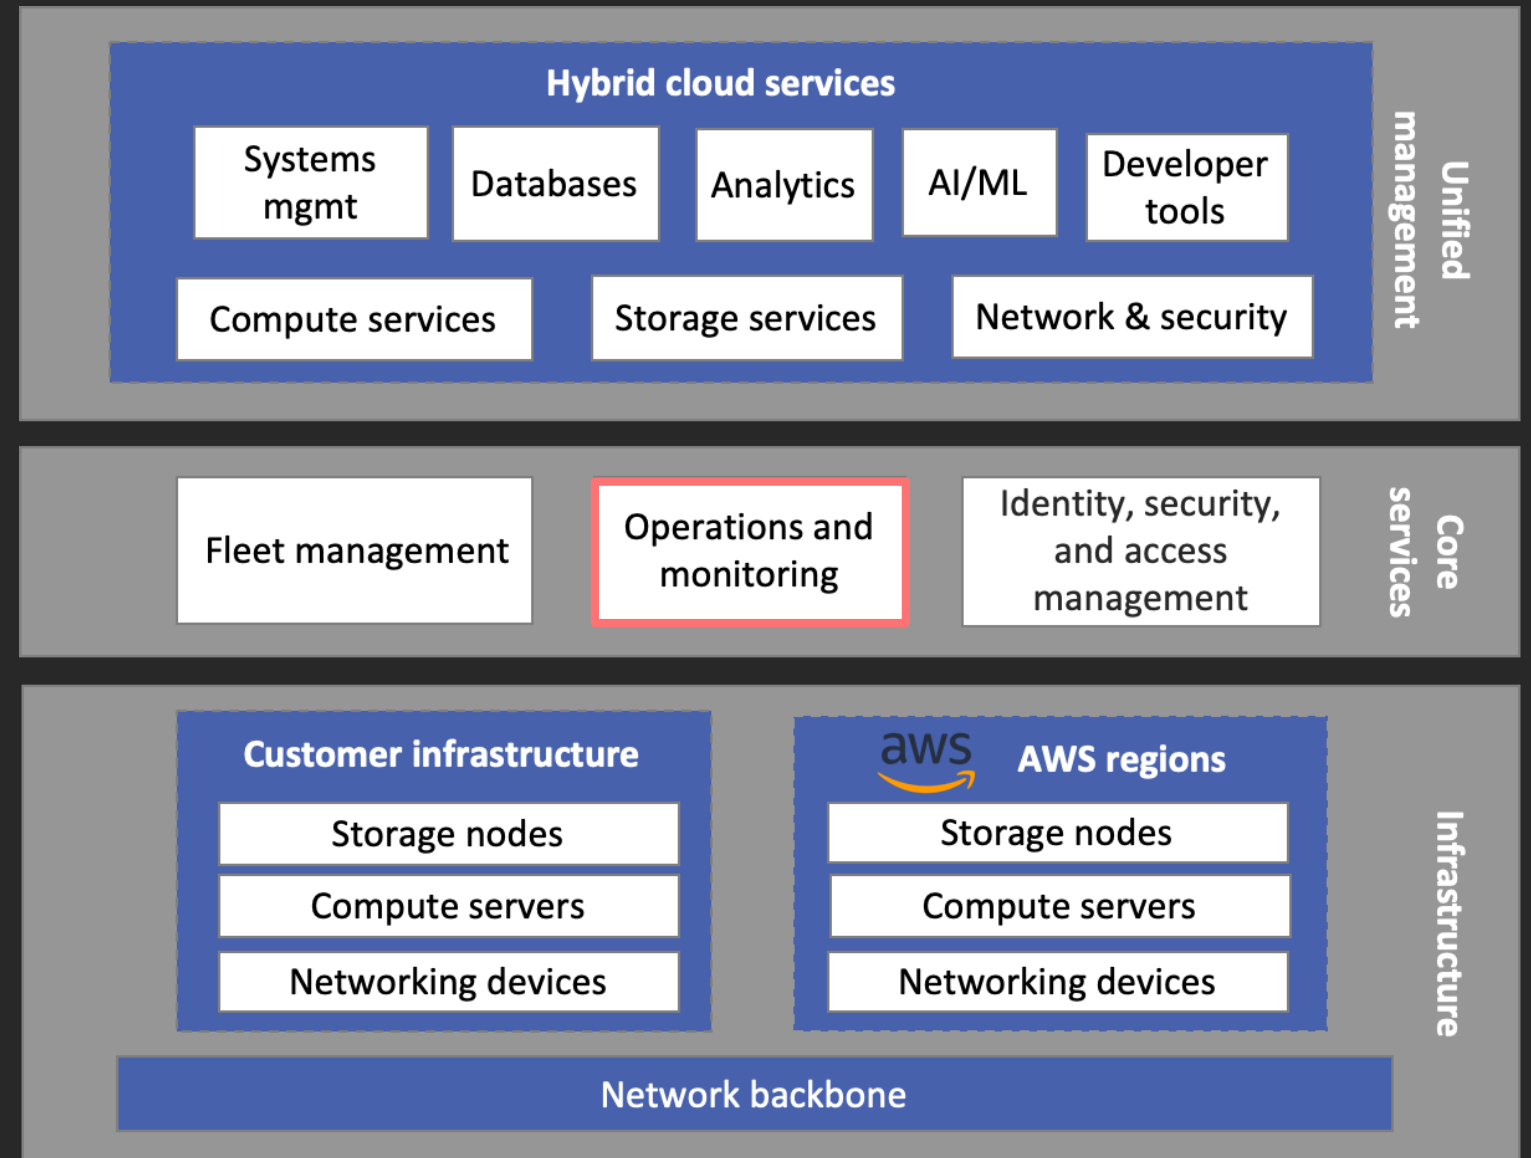 Hybrid cloud services
Systems
mgmt
Databases
Analytics
AI/ML
Developer
tools
Compute services
Storage services
Network & security
Unified
management
Fleet management
Operations and
monitoring
Identity, security,
and access
management
Core
services
Customer infrastructure
Storage nodes
Compute servers
Networking devices
aws
AWS regions
Storage nodes
Compute servers
Networking devices
Infrastructure
Network backbone